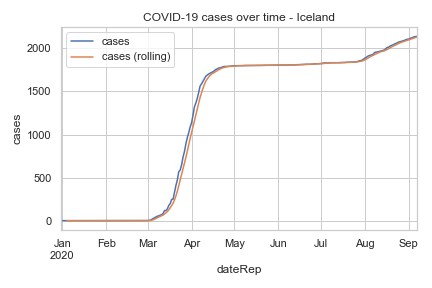 COVID-19 cases over time - Iceland
cases
cases (rolling)
2000
1500
1000
500
0
cases
Jan Feb Mar Apr May Jun Jul Aug Sep
2020
dateRep